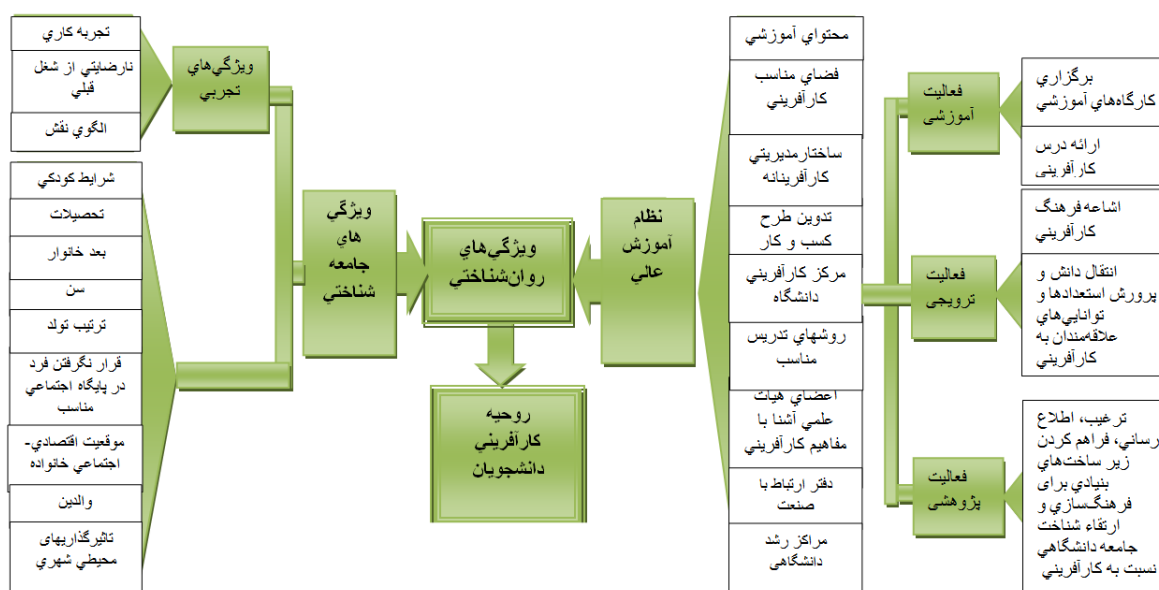 محتواي آموزشي
فضاي مناسب
كارآفريني
ساختارمديريتي
كارآفرينانه
تدوين طرح
كسب و كار
مركز كارآفريني
دانشگاه
روشهاي تدريس
مناسب
اعضاي هيات
علمي آشنا با
مفاهيم كارآفريني
دفتر ارتباط با
صنعت
مراكز رشد
دانشگاهی
برگزاري
كارگاه‌هاي آموزشي
ارائه درس
كارآفريني
اشاعه فرهنگ
كارآفريني
انتقال دانش و
پرورش استعدادها و
توانايي‌هاي
علاقه‌مندان به
كارآفريني
ترغيب، اطلاع
رساني، فراهم كردن
زير ساخت‌هاي
بنيادي برای
فرهنگ‌سازي و
ارتقاء شناخت
جامعه دانشگاهي
نسبت به كارآفريني
فعاليت
آموزشی
فعاليت
ترويجی
فعاليت
پژوهشی
نظام
آموزش
عالي
ويژگي‌هاي
روان‌شناختي
روحيه
كارآفريني
دانشجويان
ويژگي
هاي
جامعه
شناختي
ويژگي‌هاي
تجربي
تجربه كاري
نارضايتي از شغل
قبلي
الگوي نقش
شرايط كودكي
تحصيلات
بعد خانوار
سن
ترتيب تولد
قرار نگرفتن فرد
در پايگاه اجتماعي
مناسب
موقعيت اقتصادي-
اجتماعي خانواده
والدين
تاثيرگذاريهای
محيطي شهري